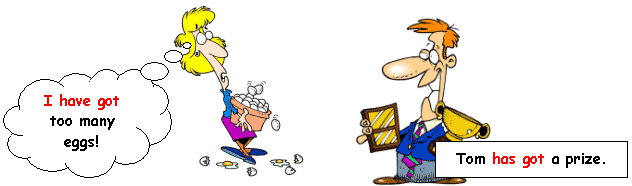 I have got
too many
eggs!
Tom has got a prize.